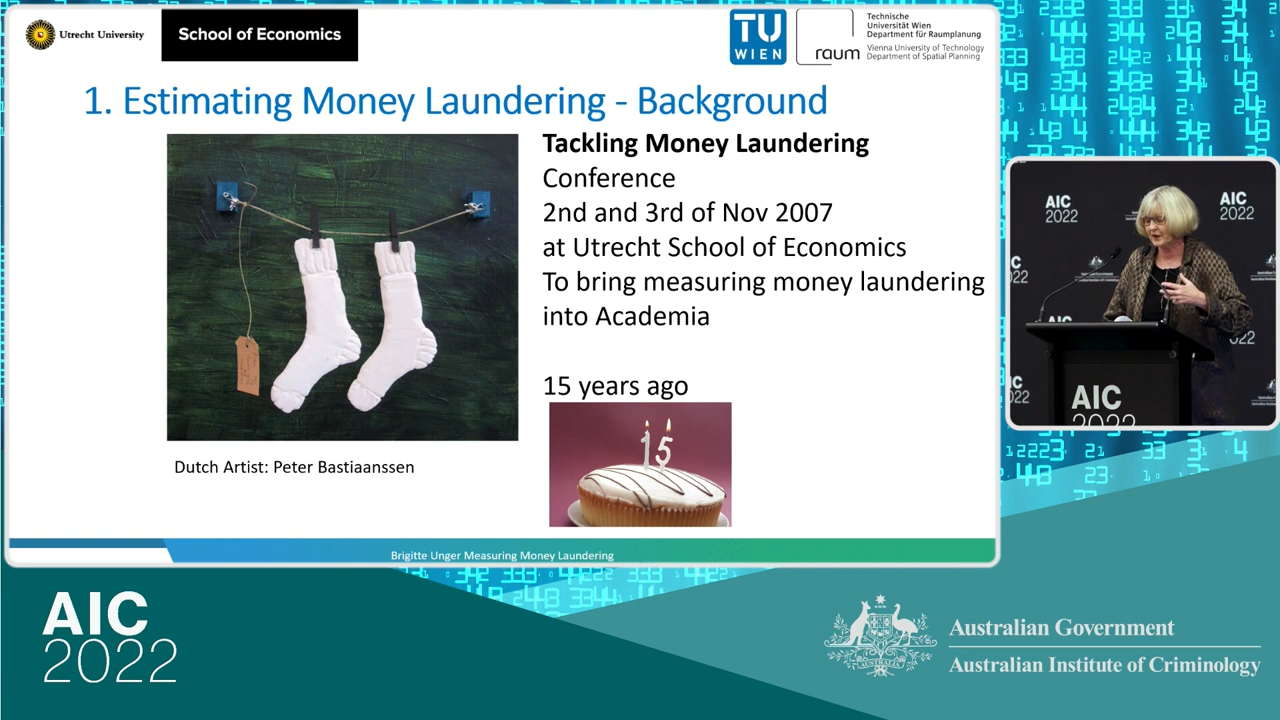 Utrecht University
School of Economics
TU
WIEN
raum
Technische
Universität Wien
Department für Raumplanung
Vienna University of Technology
Department of Spatial Planning
1. Estimating Money Laundering - Background
Tackling Money Laundering
Conference
2nd and 3rd of Nov 2007
at Utrecht School of Economics
To bring measuring money laundering
into Academia
15 years ago
15
Dutch Artist: Peter Bastiaanssen
Brigitte Unger Measuring Money Laundering
AIC
2022
AIC
2022
AIC
2022
AIC
2022
Australian Government
Australian Institute of Criminology